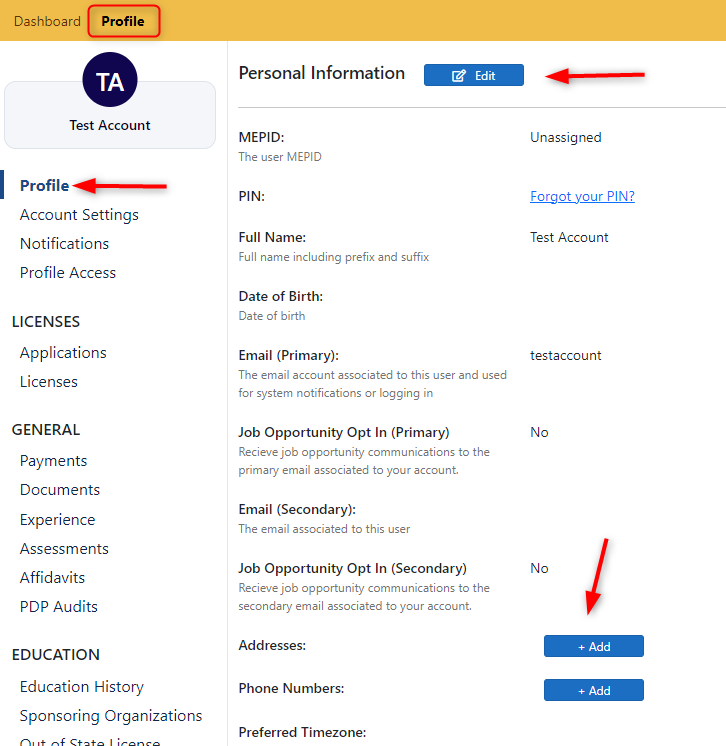 Dashboard Profile
TA
Test Account
Profile
Account Settings
Notifications
Profile Access
LICENSES
Applications
Licenses
GENERAL
Payments
Documents
Experience
Assessments
Affidavits
PDP Audits
EDUCATION
Education History
Sponsoring Organizations
Out of State License
Personal Information Edit
MEPID: Unassigned
The user MEPID
PIN: Forgot your PIN?
Full Name: Test Account
Full name including prefix and suffix
Date of Birth:
Date of birth
Email (Primary): testaccount
The email account associated to this user and used
for system notifications or logging in
Job Opportunity Opt In (Primary) No
Recieve job opportunity communications to the
primary email associated to your account.
Email (Secondary):
The email associated to this user
Job Opportunity Opt In (Secondary) No
Recieve job opportunity communications to the
secondary email associated to your account.
Addresses: + Add
Phone Numbers: + Add
Preferred Timezone: